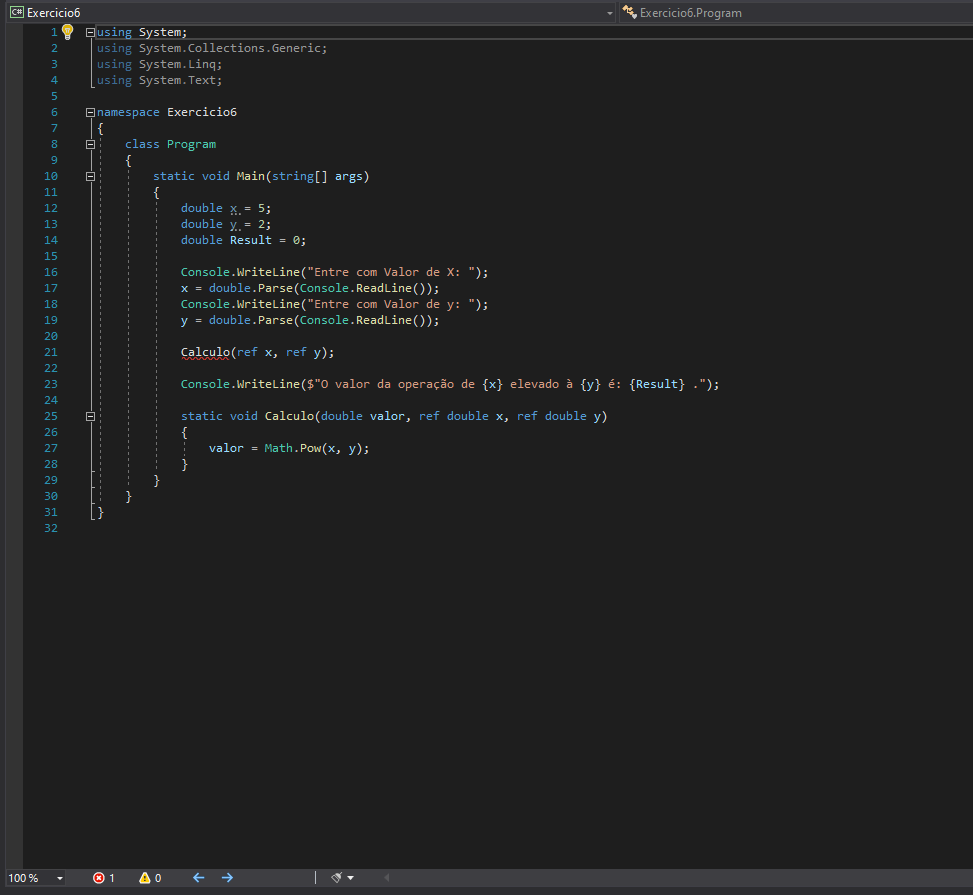 C# Exercicio6 Exercicio6.Program
1 using System;
2 using System.Collections.Generic;
3 using System.Linq;
4 using System.Text;
5
6 namespace Exercicio6
7 {
8 class Program
9 {
10 static void Main(string[] args)
11 {
12 double x = 5;
13 double y = 2;
14 double Result = 0;
15
16 Console.WriteLine("Entre com Valor de X: ");
17 x = double.Parse(Console.ReadLine());
18 Console.WriteLine("Entre com Valor de y: ");
19 y = double.Parse(Console.ReadLine());
20
21 Calculo(ref x, ref y);
22
23 Console.WriteLine($"O valor da operação de {x} elevado à {y} é: {Result} .");
24
25 static void Calculo(double valor, ref double x, ref double y)
26 {
27 valor = Math.Pow(x, y);
28 }
29 }
30 }
31 }
32
100 % 1 0